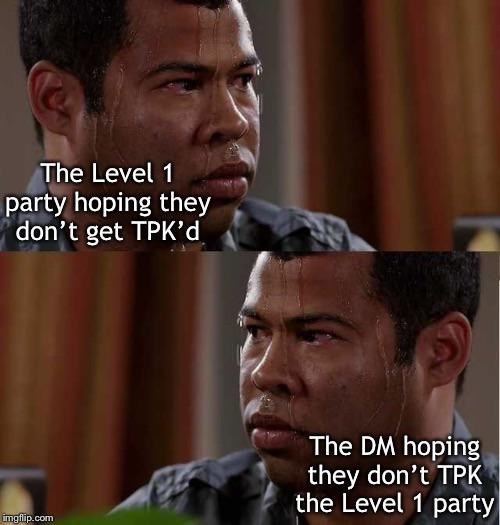 The Level 1
party hoping they
don’t get TPK’d
The DM hoping
they don’t TPK
the Level 1 party
imgflip.com